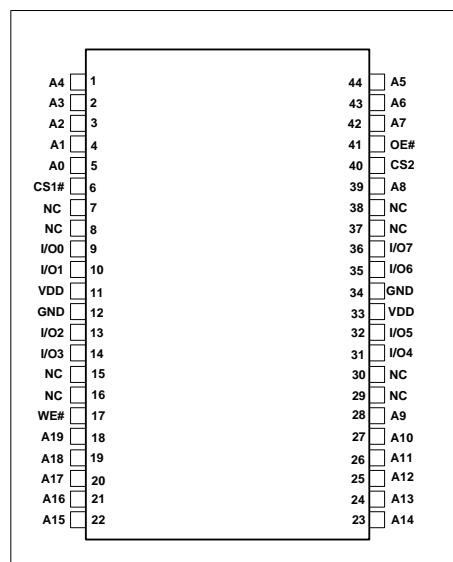 A4 1 44 A5
A3 2 43 A6
A2 3 42 A7
A1 4 41 OE#
A0 5 40 CS2
CS1# 6 39 A8
NC 7 38 NC
NC 8 37 NC
I/O0 9 36 I/O7
I/O1 10 35 I/O6
VDD 11 34 GND
GND 12 33 VDD
I/O2 13 32 I/O5
I/O3 14 31 I/O4
NC 15 30 NC
NC 16 29 NC
WE# 17 28 A9
A19 18 27 A10
A18 19 26 A11
A17 20 25 A12
A16 21 24 A13
A15 22 23 A14